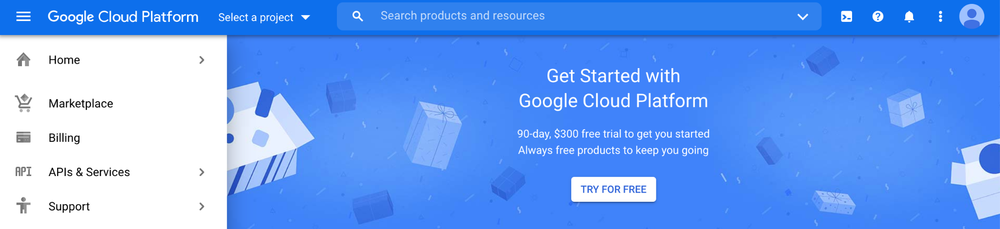 Google Cloud Platform
Select a project
Search products and resources
Home
Marketplace
Billing
API
APIs & Services
Support
Get Started with
Google Cloud Platform
90-day, $300 free trial to get you started
Always free products to keep you going
TRY FOR FREE